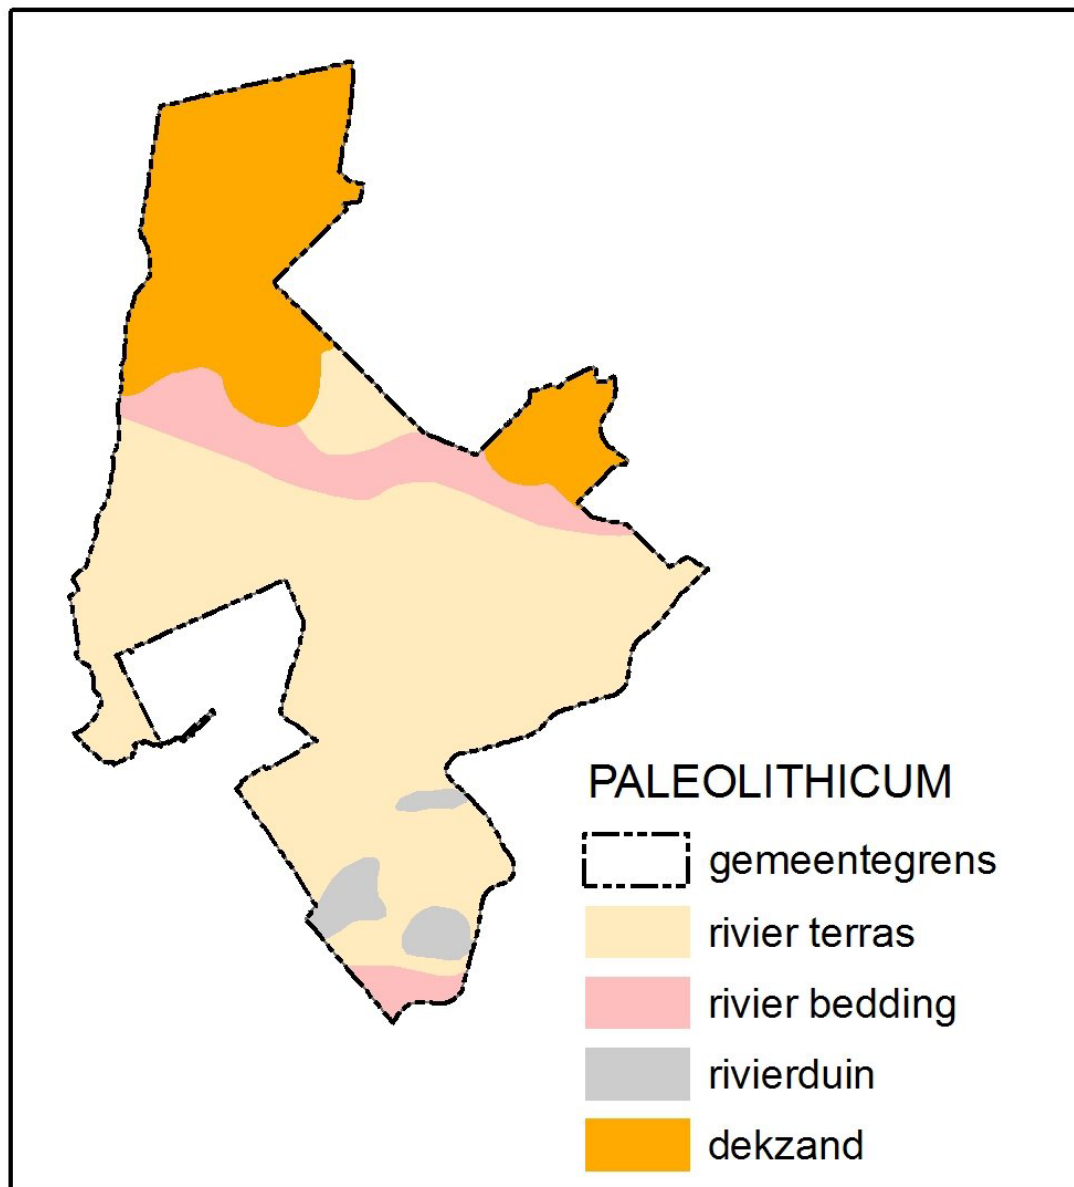 PALEOLITHICUM
gemeentegrens
rivier terras
rivier bedding
rivierduin
dekzand